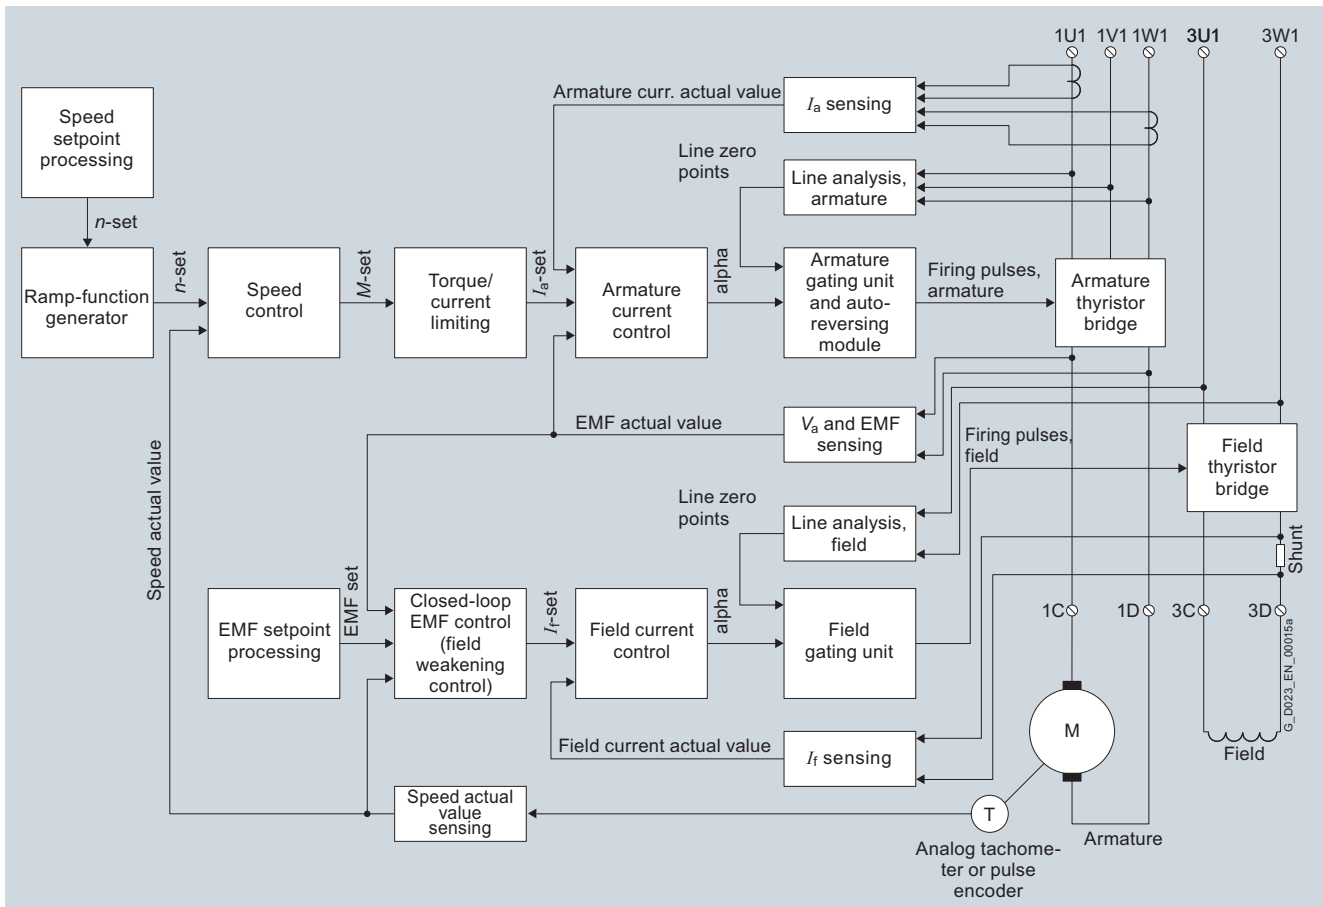 1U1
1V1
1W1
3U1
3W1
Speed
setpoint
processing
Armature curr. actual value
Ia sensing
Line zero
points
Line analysis,
armature
n-set
Ramp-function
generator
n-set
Speed
control
M-set
Torque/
current
limiting
Ia-set
Armature
current
control
alpha
Armature
gating unit
and auto-
reversing
module
Firing pulses,
armature
Armature
thyristor
bridge
EMF actual value
Va and EMF
sensing
Firing pulses,
field
Field
thyristor
bridge
Speed actual value
Line zero
points
Line analysis,
field
Shunt
EMF setpoint
processing
EMF set
Closed-loop
EMF control
(field
weakening
control)
If-set
Field current
control
alpha
Field
gating unit
1C
1D
3C
3D
G_D023_EN_00015a
M
Field current actual value
If sensing
Field
Speed actual
value
sensing
T
Armature
Analog tachome-
ter or pulse
encoder